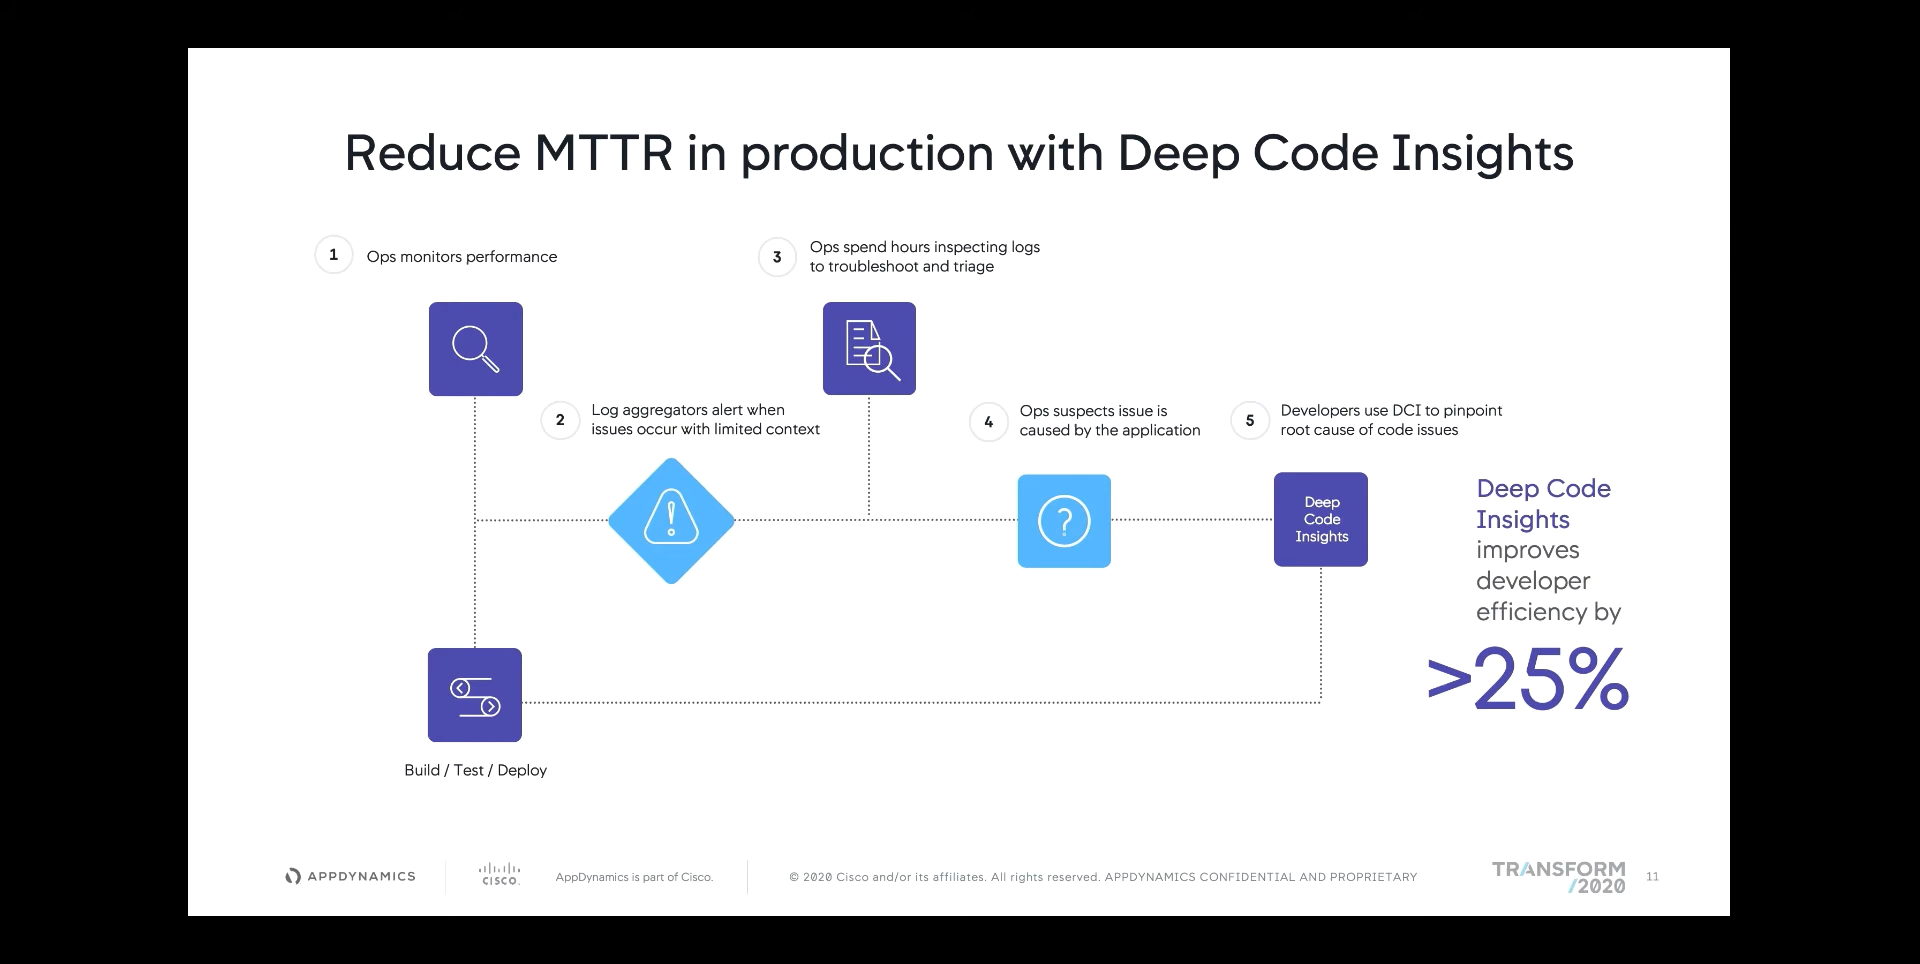 Reduce MTTR in production with Deep Code Insights
1
Ops monitors performance
3
Ops spend hours inspecting logs
to troubleshoot and triage
2
Log aggregators alert when
issues occur with limited context
4
Ops suspects issue is
caused by the application
5
Developers use DCI to pinpoint
root cause of code issues
Deep
Code
Insights
Deep Code
Insights
improves
developer
efficiency by
>25%
Build / Test / Deploy
APPDYNAMICS
CISCO.
AppDynamics is part of Cisco.
© 2020 Cisco and/or its affiliates. All rights reserved. APPDYNAMICS CONFIDENTIAL AND PROPRIETARY
TRANSFORM
/2020
11